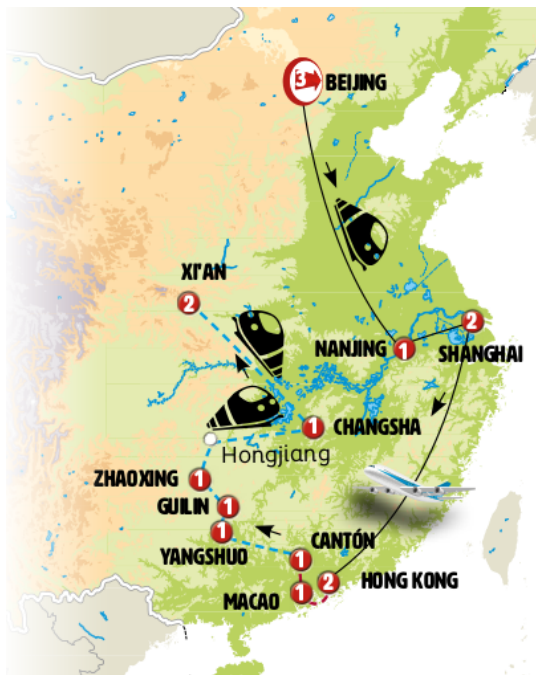 3 BEIJING
XI'AN
2
2
NANJING 1
SHANGHAI
1 CHANGSHA
Hongjiang
ZHAOXING 1
GUILIN 1
1
YANGSHUO
CANTÓN
1
2 HONG KONG
MACAO 1